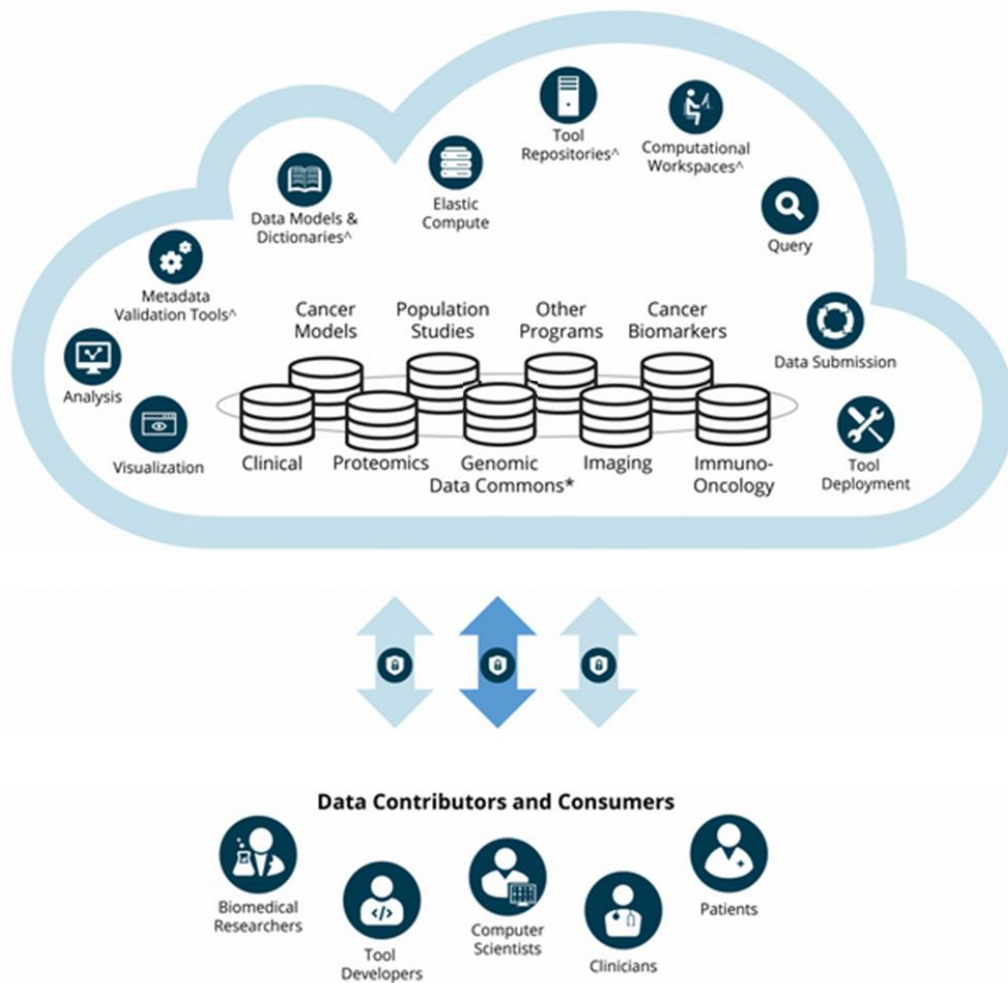 Tool
Repositories^
Computational
Workspaces^
Elastic
Compute
Data Models &
Dictionaries^
Query
Metadata
Validation Tools^
Cancer
Models
Population
Studies
Other
Programs
Cancer
Biomarkers
Data Submission
Analysis
Visualization
Clinical
Proteomics
Genomic
Data Commons*
Imaging
Immuno-
Oncology
Tool
Deployment
Data Contributors and Consumers
Biomedical
Researchers
Tool
Developers
Computer
Scientists
Clinicians
Patients